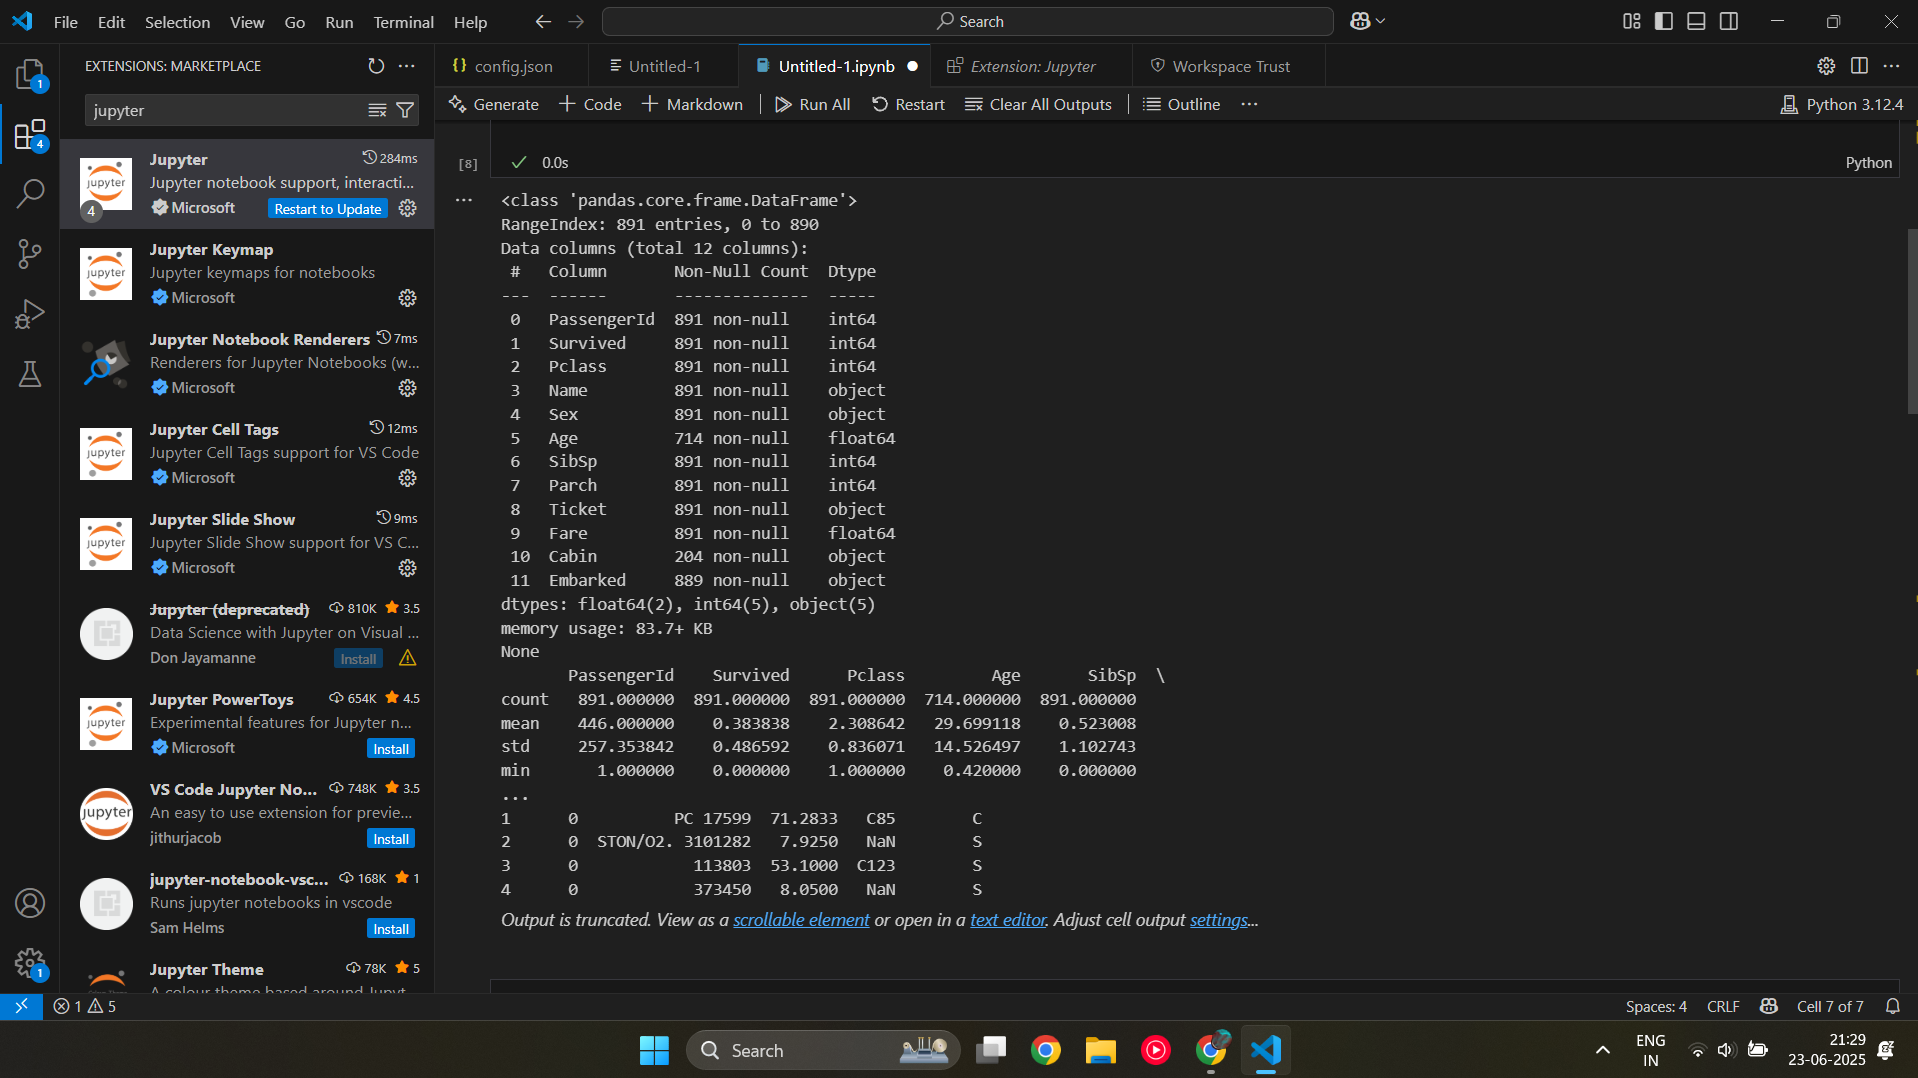 File Edit Selection View Go Run Terminal Help
Search
EXTENSIONS: MARKETPLACE
jupyter
config.json
Untitled-1
Untitled-1.ipynb
Extension: Jupyter
Workspace Trust
Generate
Code
Markdown
Run All
Restart
Clear All Outputs
Outline
Python 3.12.4
1
4
Jupyter 284ms
Jupyter notebook support, interacti...
Microsoft Restart to Update
4
Jupyter Keymap
Jupyter keymaps for notebooks
Microsoft
Jupyter Notebook Renderers 7ms
Renderers for Jupyter Notebooks (w...
Microsoft
Jupyter Cell Tags 12ms
Jupyter Cell Tags support for VS Code
Microsoft
Jupyter Slide Show 9ms
Jupyter Slide Show support for VS C...
Microsoft
Jupyter (deprecated) 810K 3.5
Data Science with Jupyter on Visual ...
Don Jayamanne Install
Jupyter PowerToys 654K 4.5
Experimental features for Jupyter n...
Microsoft Install
VS Code Jupyter No... 748K 3.5
An easy to use extension for previe...
jithurjacob Install
jupyter-notebook-vsc... 168K 1
Runs jupyter notebooks in vscode
Sam Helms Install
Jupyter Theme 78K 5
A colour theme based around Jupyt
1
[8] 0.0s Python
<class 'pandas.core.frame.DataFrame'>
RangeIndex: 891 entries, 0 to 890
Data columns (total 12 columns):
# Column Non-Null Count Dtype
--- ------ -------------- -----
0 PassengerId 891 non-null int64
1 Survived 891 non-null int64
2 Pclass 891 non-null int64
3 Name 891 non-null object
4 Sex 891 non-null object
5 Age 714 non-null float64
6 SibSp 891 non-null int64
7 Parch 891 non-null int64
8 Ticket 891 non-null object
9 Fare 891 non-null float64
10 Cabin 204 non-null object
11 Embarked 889 non-null object
dtypes: float64(2), int64(5), object(5)
memory usage: 83.7+ KB
None
PassengerId Survived Pclass Age SibSp \
count 891.000000 891.000000 891.000000 714.000000 891.000000
mean 446.000000 0.383838 2.308642 29.699118 0.523008
std 257.353842 0.486592 0.836071 14.526497 1.102743
min 1.000000 0.000000 1.000000 0.420000 0.000000
...
1 0 PC 17599 71.2833 C85 C
2 0 STON/O2. 3101282 7.9250 NaN S
3 0 113803 53.1000 C123 S
4 0 373450 8.0500 NaN S
Output is truncated. View as a scrollable element or open in a text editor. Adjust cell output settings...
1 5
Spaces: 4 CRLF Cell 7 of 7
Search
ENG
IN
21:29
23-06-2025